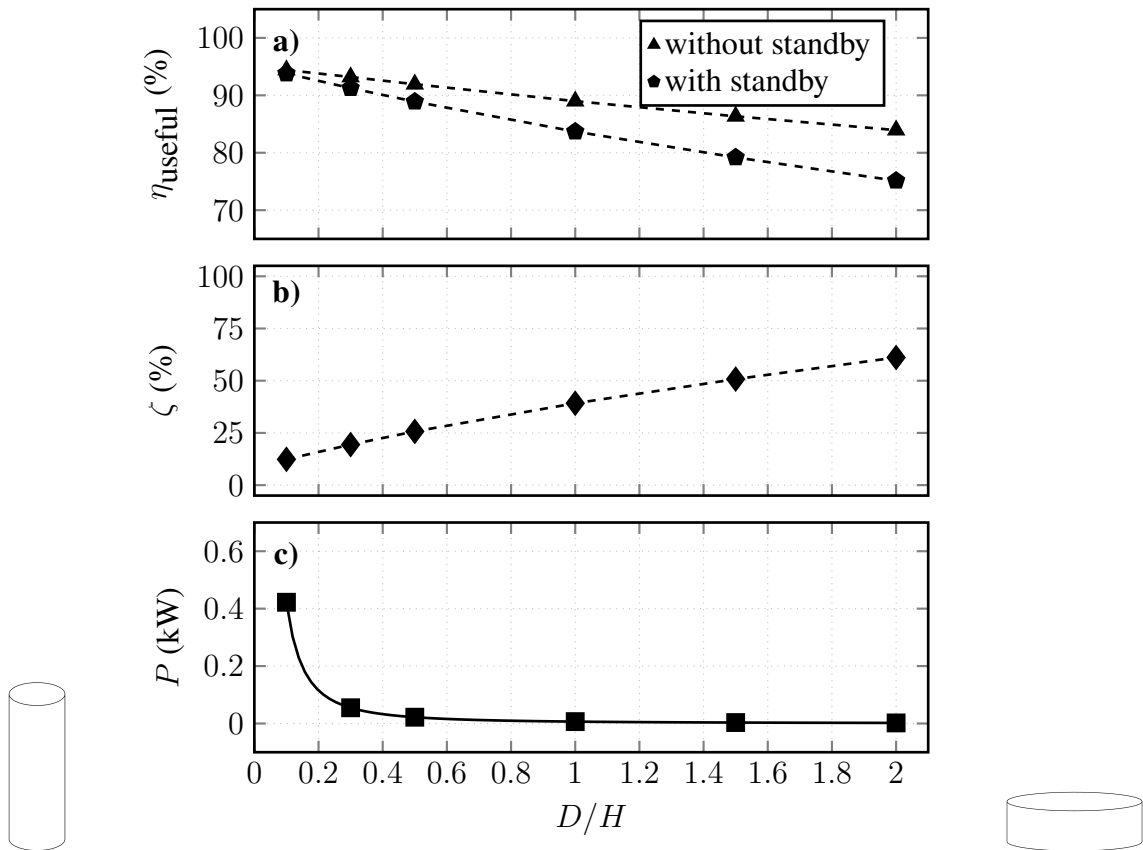 100
90
80
70
η_useful (%)
a)
without standby
with standby
100
75
50
25
0
ζ (%)
b)
0.6
0.4
0.2
0
P (kW)
c)
0 0.2 0.4 0.6 0.8 1 1.2 1.4 1.6 1.8 2
D/H